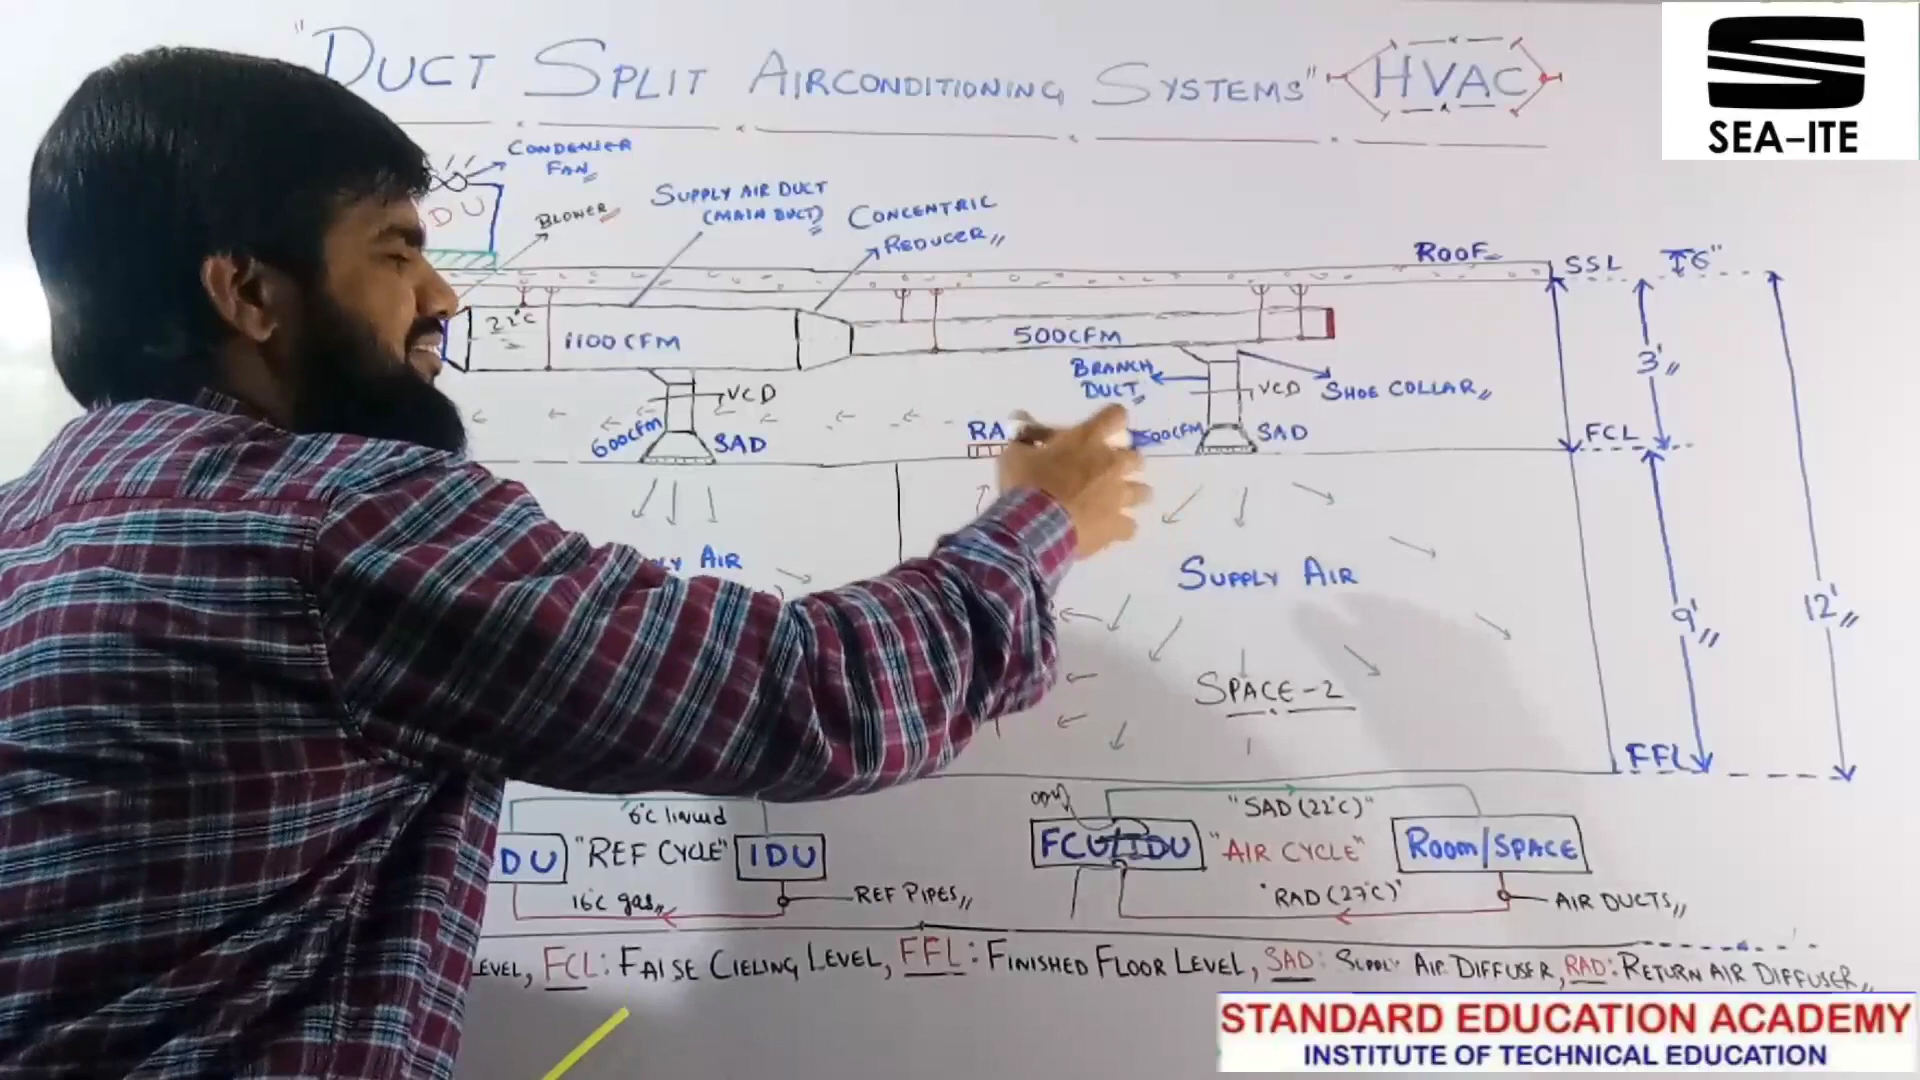 "DUCT SPLIT AIRCONDITIONING SYSTEMS" HVAC
SEA-ITE
CONDENSER
FAN
DU
BLOWER
SUPPLY AIR DUCT
(MAIN DUCT)
CONCENTRIC
REDUCER
ROOF
SSL
6"
22°C
1100 CFM
500CFM
BRANCH
DUCT
VCD
VCD
SHOE COLLAR
3'
600CFM
SAD
RA
500CFM
SAD
FCL
LY AIR
SUPPLY AIR
9'
12'
SPACE-2
FFL
6°C
"SAD (22°C)"
DU
"REF CYCLE"
IDU
FCU/IDU
"AIR CYCLE"
ROOM/SPACE
16°C gas
REF PIPES
"RAD (27°C)"
AIR DUCTS
EVEL, FCL: FALSE CIELING LEVEL, FFL: FINISHED FLOOR LEVEL, SAD: SUPPLY AIR DIFFUSER, RAD: RETURN AIR DIFFUSER
STANDARD EDUCATION ACADEMY
INSTITUTE OF TECHNICAL EDUCATION